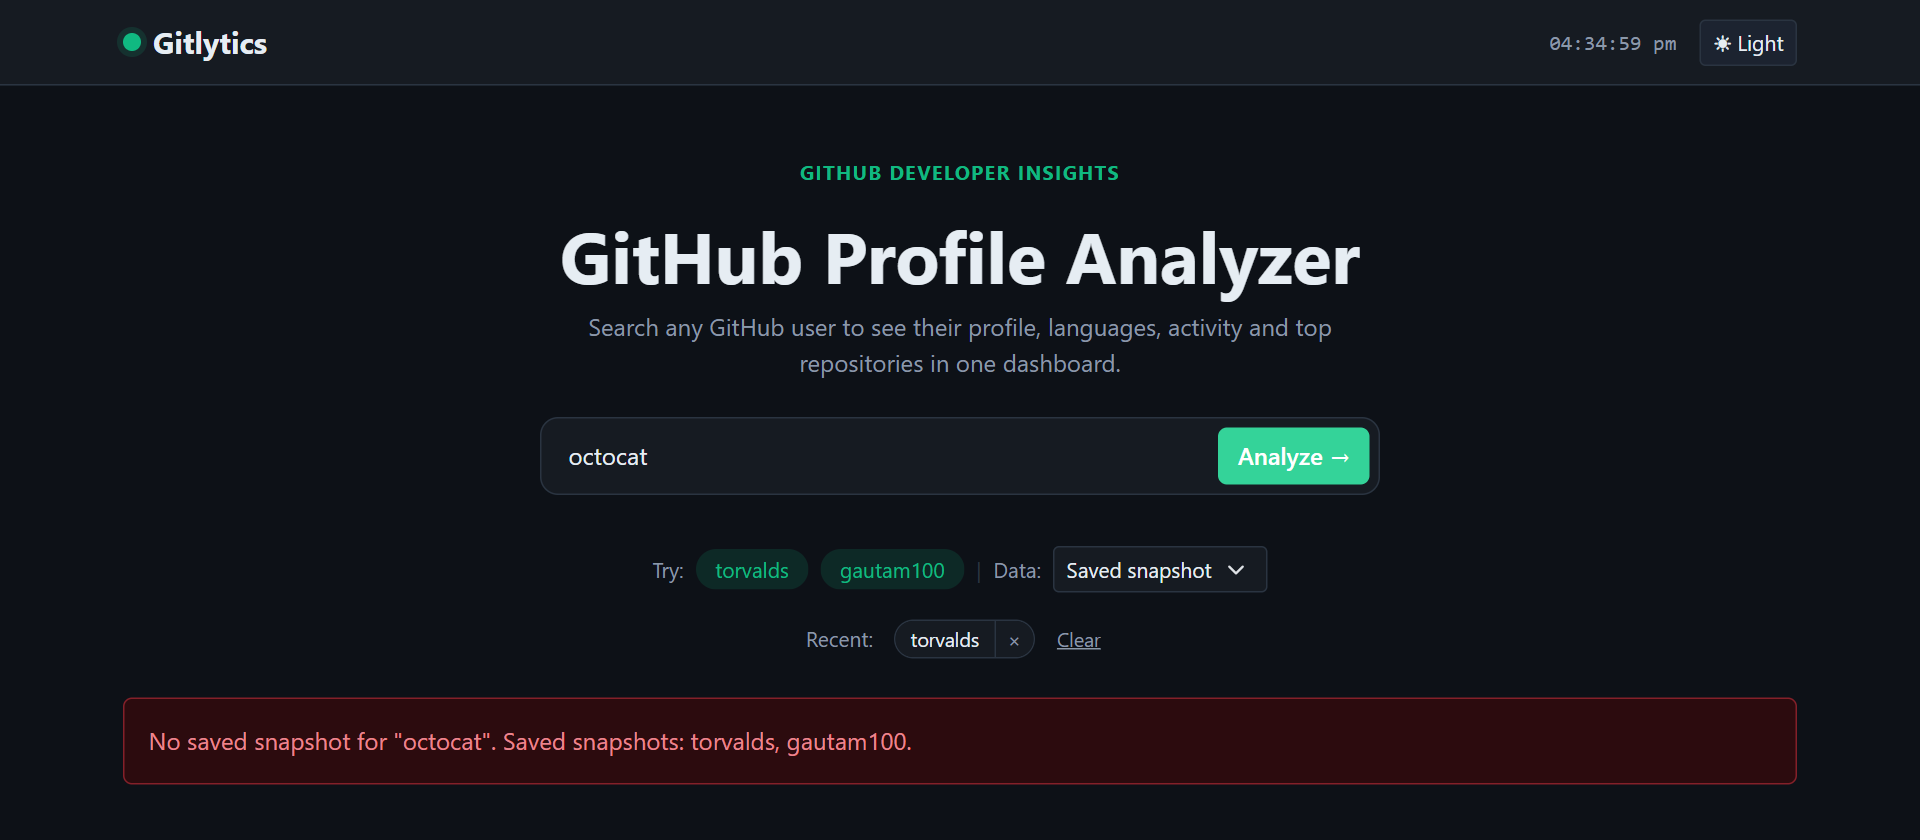 Gitlytics
04:34:59 pm
☀ Light
GITHUB DEVELOPER INSIGHTS
GitHub Profile Analyzer
Search any GitHub user to see their profile, languages, activity and top
repositories in one dashboard.
octocat
Analyze →
Try: torvalds gautam100 | Data: Saved snapshot
Recent: torvalds × Clear
No saved snapshot for "octocat". Saved snapshots: torvalds, gautam100.